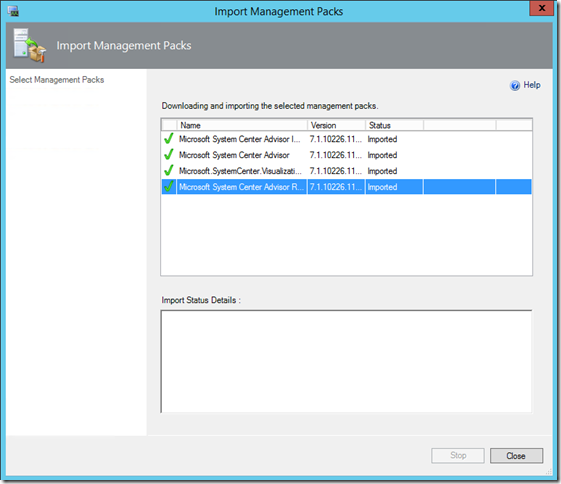 Import Management Packs
Import Management Packs
Select Management Packs
Help
Downloading and importing the selected management packs.
Name Version Status
Microsoft System Center Advisor I... 7.1.10226.11... Imported
Microsoft System Center Advisor 7.1.10226.11... Imported
Microsoft.SystemCenter.Visualizati... 7.1.10226.11... Imported
Microsoft System Center Advisor R... 7.1.10226.11... Imported
Import Status Details :
Stop Close